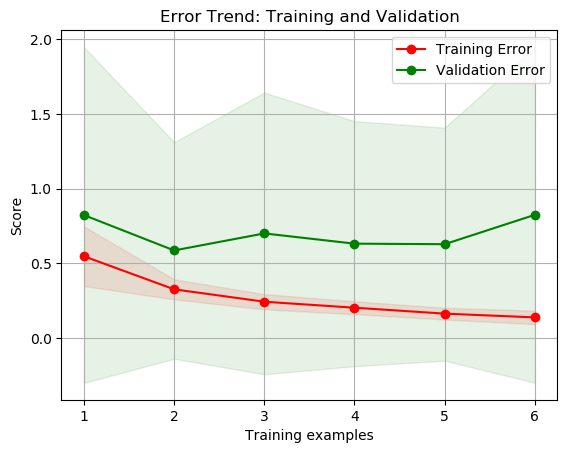 Error Trend: Training and Validation
Training Error
Validation Error
Score
2.0
1.5
1.0
0.5
0.0
1 2 3 4 5 6
Training examples